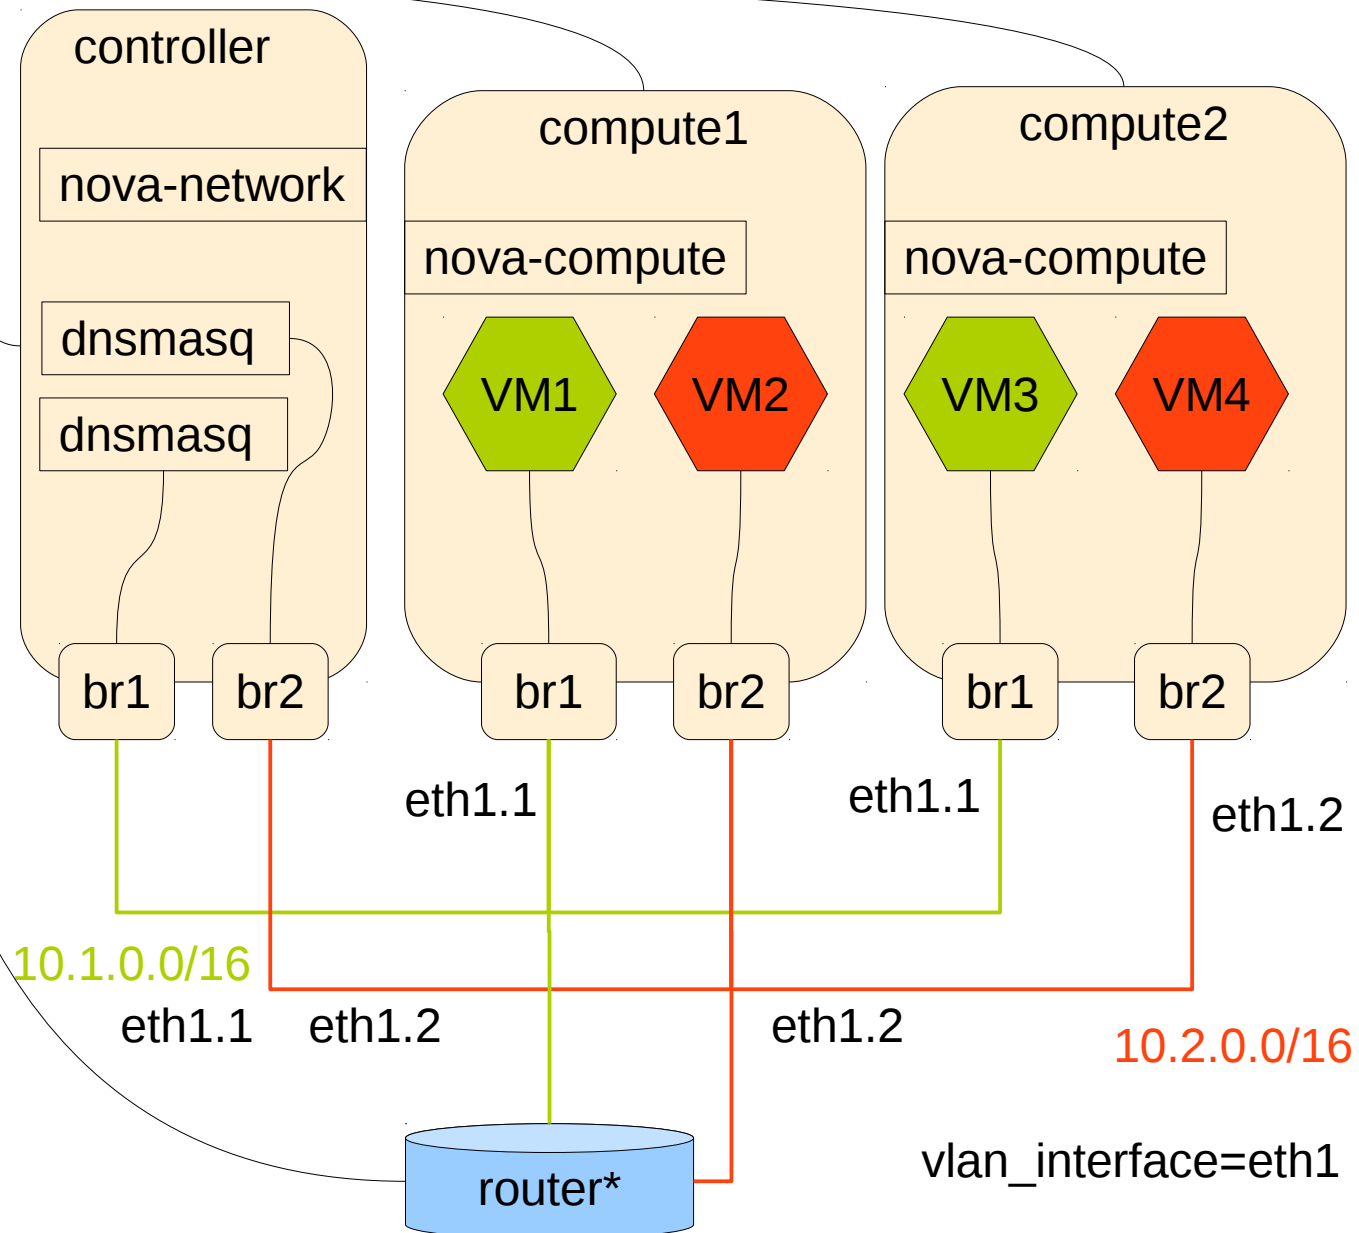 controller
compute1
compute2
nova-network
nova-compute
nova-compute
dnsmasq
VM1
VM2
VM3
VM4
dnsmasq
br1
br2
br1
br2
br1
br2
eth1.1
eth1.1
eth1.2
10.1.0.0/16
eth1.1
eth1.2
eth1.2
10.2.0.0/16
router*
vlan_interface=eth1